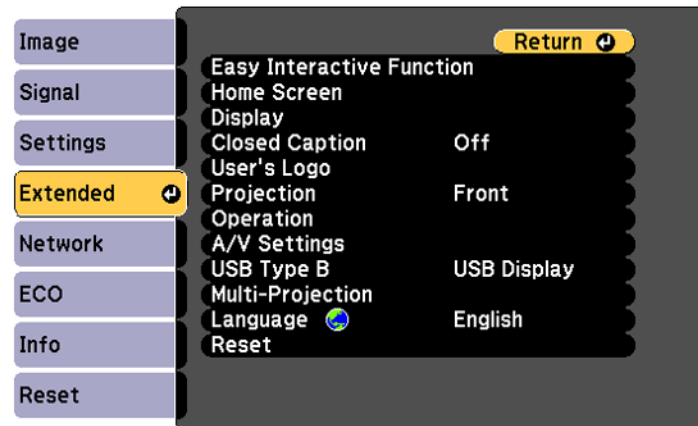 Image
Signal
Settings
Extended
Network
ECO
Info
Reset
Return
Easy Interactive Function
Home Screen
Display
Closed Caption Off
User's Logo
Projection Front
Operation
A/V Settings
USB Type B USB Display
Multi-Projection
Language English
Reset